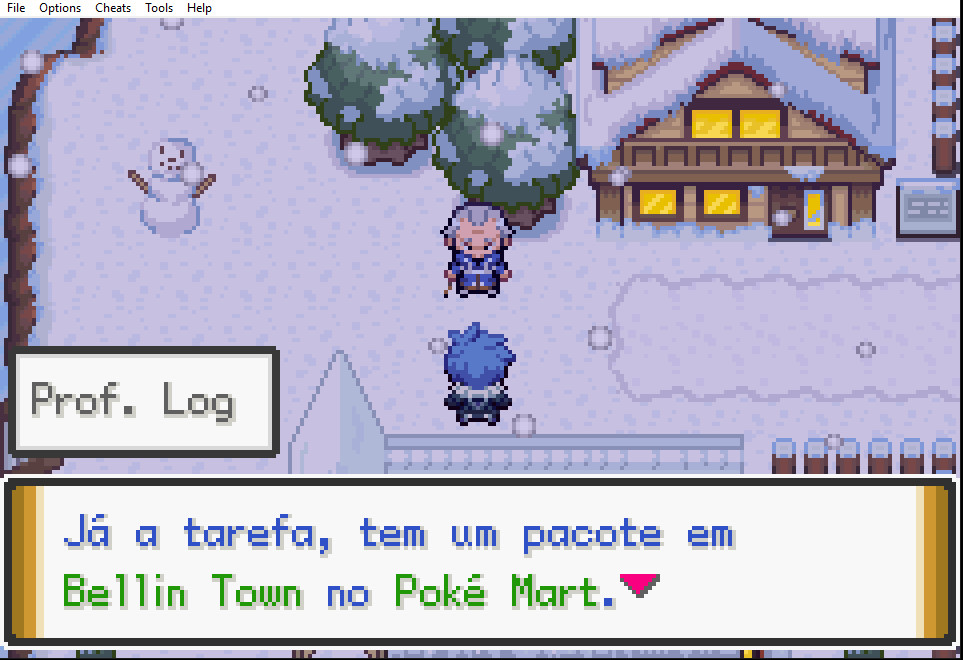 File Options Cheats Tools Help
Prof. Log
Já a tarefa, tem um pacote em
Bellin Town no Poké Mart.